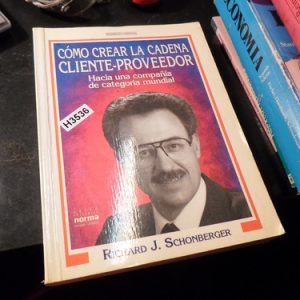 CÓMO CREAR LA CADENA
CLIENTE-PROVEEDOR
Hacia una compañía
de categoría mundial
H3536
norma
RICHARD J. SCHONBERGER
ECONOMIA